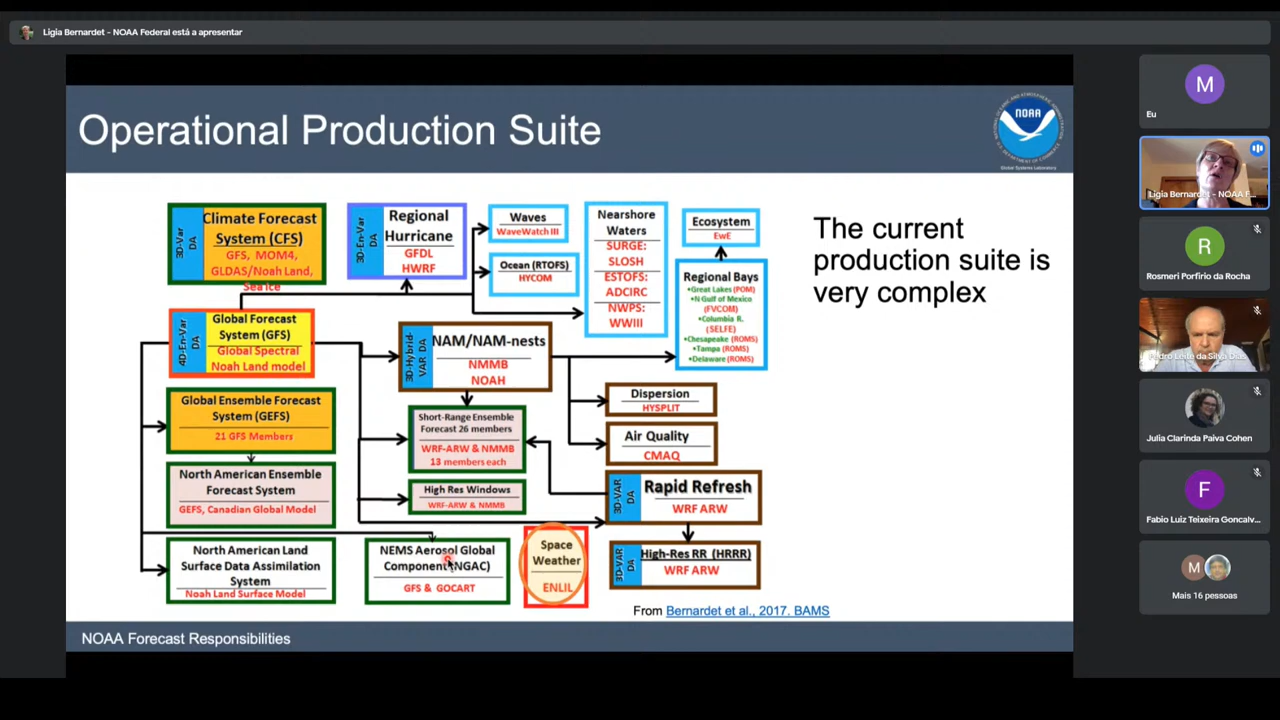 Ligia Bernardet - NOAA Federal está a apresentar
Operational Production Suite
NOAA
3D-Var
DA
Climate Forecast
System (CFS)
GFS, MOM4,
GLDAS/Noah Land,
Sea Ice
3D-En-Var
DA
Regional
Hurricane
GFDL
HWRF
Waves
WaveWatch III
Ocean (RTOFS)
HYCOM
Nearshore
Waters
SURGE:
SLOSH
ESTOFS:
ADCIRC
NWPS:
WWIII
Ecosystem
EwE
Regional Bays
•Great Lakes (POM)
•N Gulf of Mexico
(FVCOM)
•Columbia R.
(SELFE)
•Chesapeake (ROMS)
•Tampa (ROMS)
•Delaware (ROMS)
The current
production suite is
very complex
4D-En-Var
DA
Global Forecast
System (GFS)
Global Spectral
Noah Land model
3D-Hybrid-
VAR DA
NAM/NAM-nests
NMMB
NOAH
Global Ensemble Forecast
System (GEFS)
21 GFS Members
Short-Range Ensemble
Forecast 26 members
WRF-ARW & NMMB
13 members each
Dispersion
HYSPLIT
Air Quality
CMAQ
North American Ensemble
Forecast System
GEFS, Canadian Global Model
High Res Windows
WRF-ARW & NMMB
3D-VAR
DA
Rapid Refresh
WRF ARW
North American Land
Surface Data Assimilation
System
Noah Land Surface Model
NEMS Aerosol Global
Component (NGAC)
GFS & GOCART
Space
Weather
ENLIL
3D-VAR
DA
High-Res RR (HRRR)
WRF ARW
From Bernardet et al., 2017. BAMS
NOAA Forecast Responsibilities
M
Eu
Ligia Bernardet - NOAA F...
R
Rosmeri Porfirio da Rocha
Pedro Leite da Silva Dias
Julia Clarinda Paiva Cohen
F
Fabio Luiz Teixeira Goncalv...
M
Mais 16 pessoas